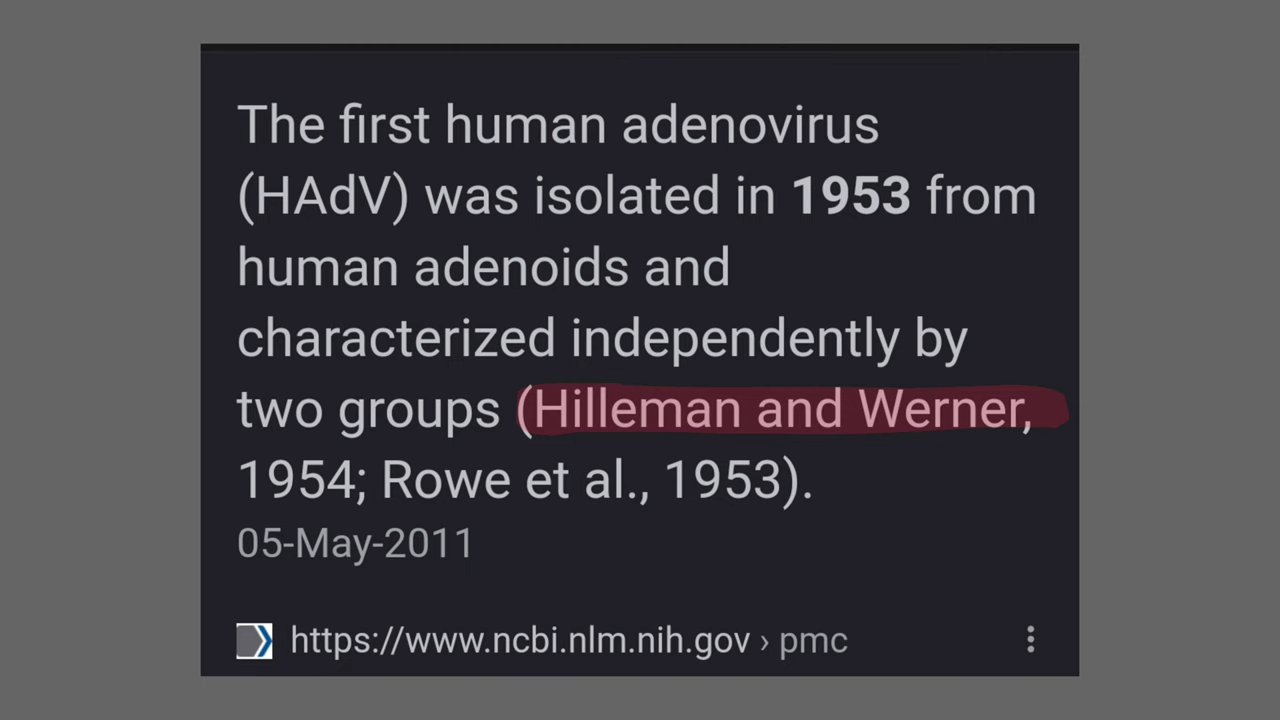 The first human adenovirus
(HAdV) was isolated in 1953 from
human adenoids and
characterized independently by
two groups (Hilleman and Werner,
1954; Rowe et al., 1953).
05-May-2011
https://www.ncbi.nlm.nih.gov › pmc